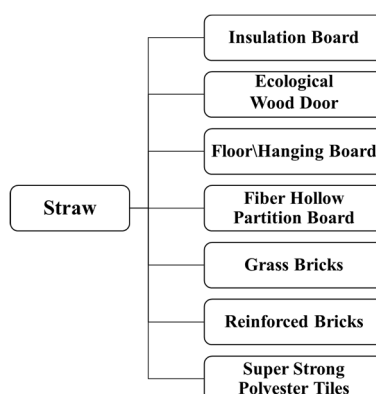 Insulation Board
Ecological
Wood Door
Floor\Hanging Board
Straw
Fiber Hollow
Partition Board
Grass Bricks
Reinforced Bricks
Super Strong
Polyester Tiles